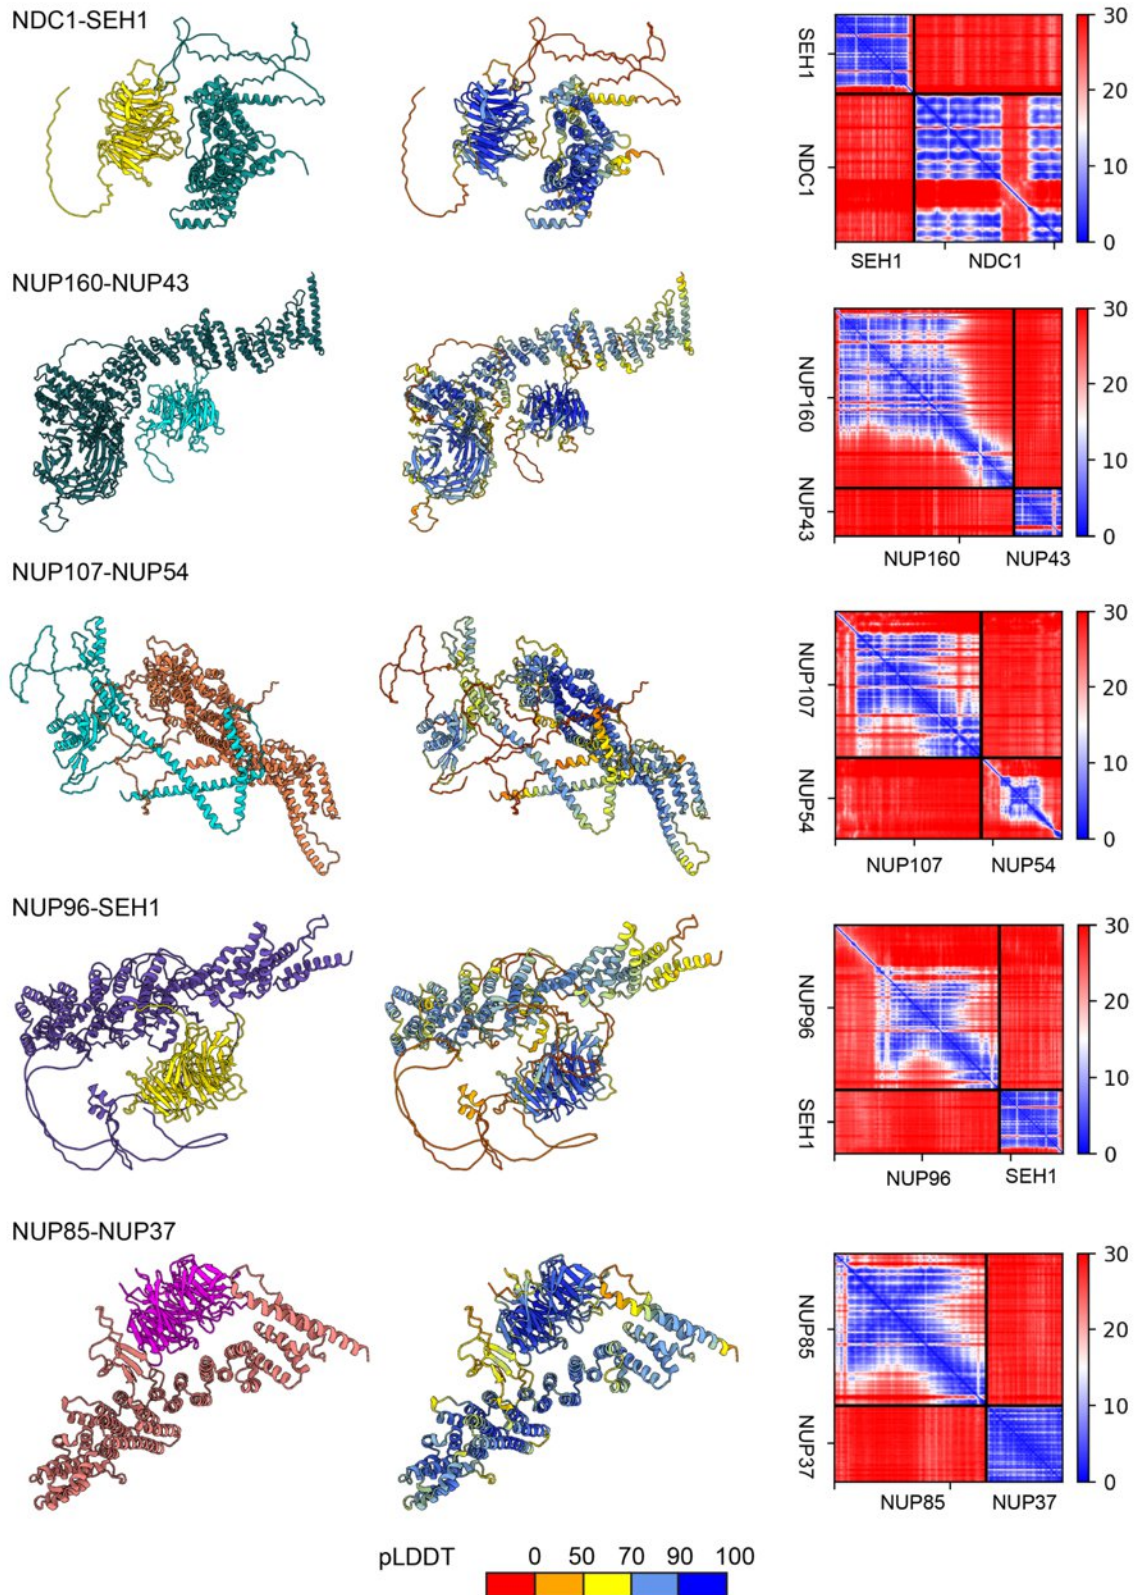 NDC1-SEH1
SEH1
NDC1
30
20
10
0
SEH1 NDC1
NUP160-NUP43
NUP160
NUP43
30
20
10
0
NUP160 NUP43
NUP107-NUP54
NUP107
NUP54
30
20
10
0
NUP107 NUP54
NUP96-SEH1
NUP96
SEH1
30
20
10
0
NUP96 SEH1
NUP85-NUP37
NUP85
NUP37
30
20
10
0
NUP85 NUP37
pLDDT 0 50 70 90 100